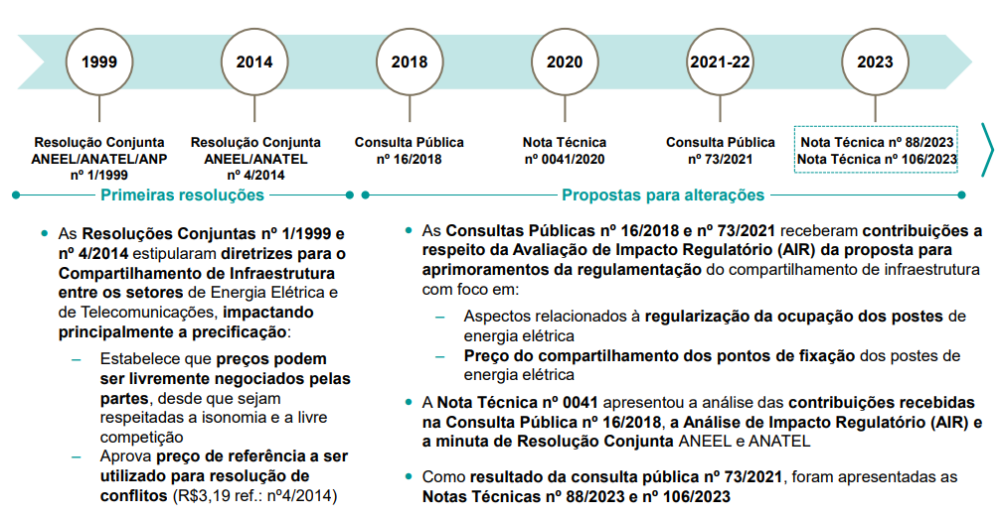 1999
2014
2018
2020
2021-22
2023
Resolução Conjunta
ANEEL/ANATEL/ANP
nº 1/1999
Resolução Conjunta
ANEEL/ANATEL
nº 4/2014
Consulta Pública
nº 16/2018
Nota Técnica
nº 0041/2020
Consulta Pública
nº 73/2021
Nota Técnica nº 88/2023
Nota Técnica nº 106/2023
Primeiras resoluções
Propostas para alterações
• As Resoluções Conjuntas nº 1/1999 e
nº 4/2014 estipularam diretrizes para o
Compartilhamento de Infraestrutura
entre os setores de Energia Elétrica e
de Telecomunicações, impactando
principalmente a precificação:
– Estabelece que preços podem
ser livremente negociados pelas
partes, desde que sejam
respeitadas a isonomia e a livre
competição
– Aprova preço de referência a ser
utilizado para resolução de
conflitos (R$3,19 ref.: nº4/2014)
• As Consultas Públicas nº 16/2018 e nº 73/2021 receberam contribuições a
respeito da Avaliação de Impacto Regulatório (AIR) da proposta para
aprimoramentos da regulamentação do compartilhamento de infraestrutura
com foco em:
– Aspectos relacionados à regularização da ocupação dos postes de
energia elétrica
– Preço do compartilhamento dos pontos de fixação dos postes de
energia elétrica
• A Nota Técnica nº 0041 apresentou a análise das contribuições recebidas
na Consulta Pública nº 16/2018, a Análise de Impacto Regulatório (AIR) e
a minuta de Resolução Conjunta ANEEL e ANATEL
• Como resultado da consulta pública nº 73/2021, foram apresentadas as
Notas Técnicas nº 88/2023 e nº 106/2023